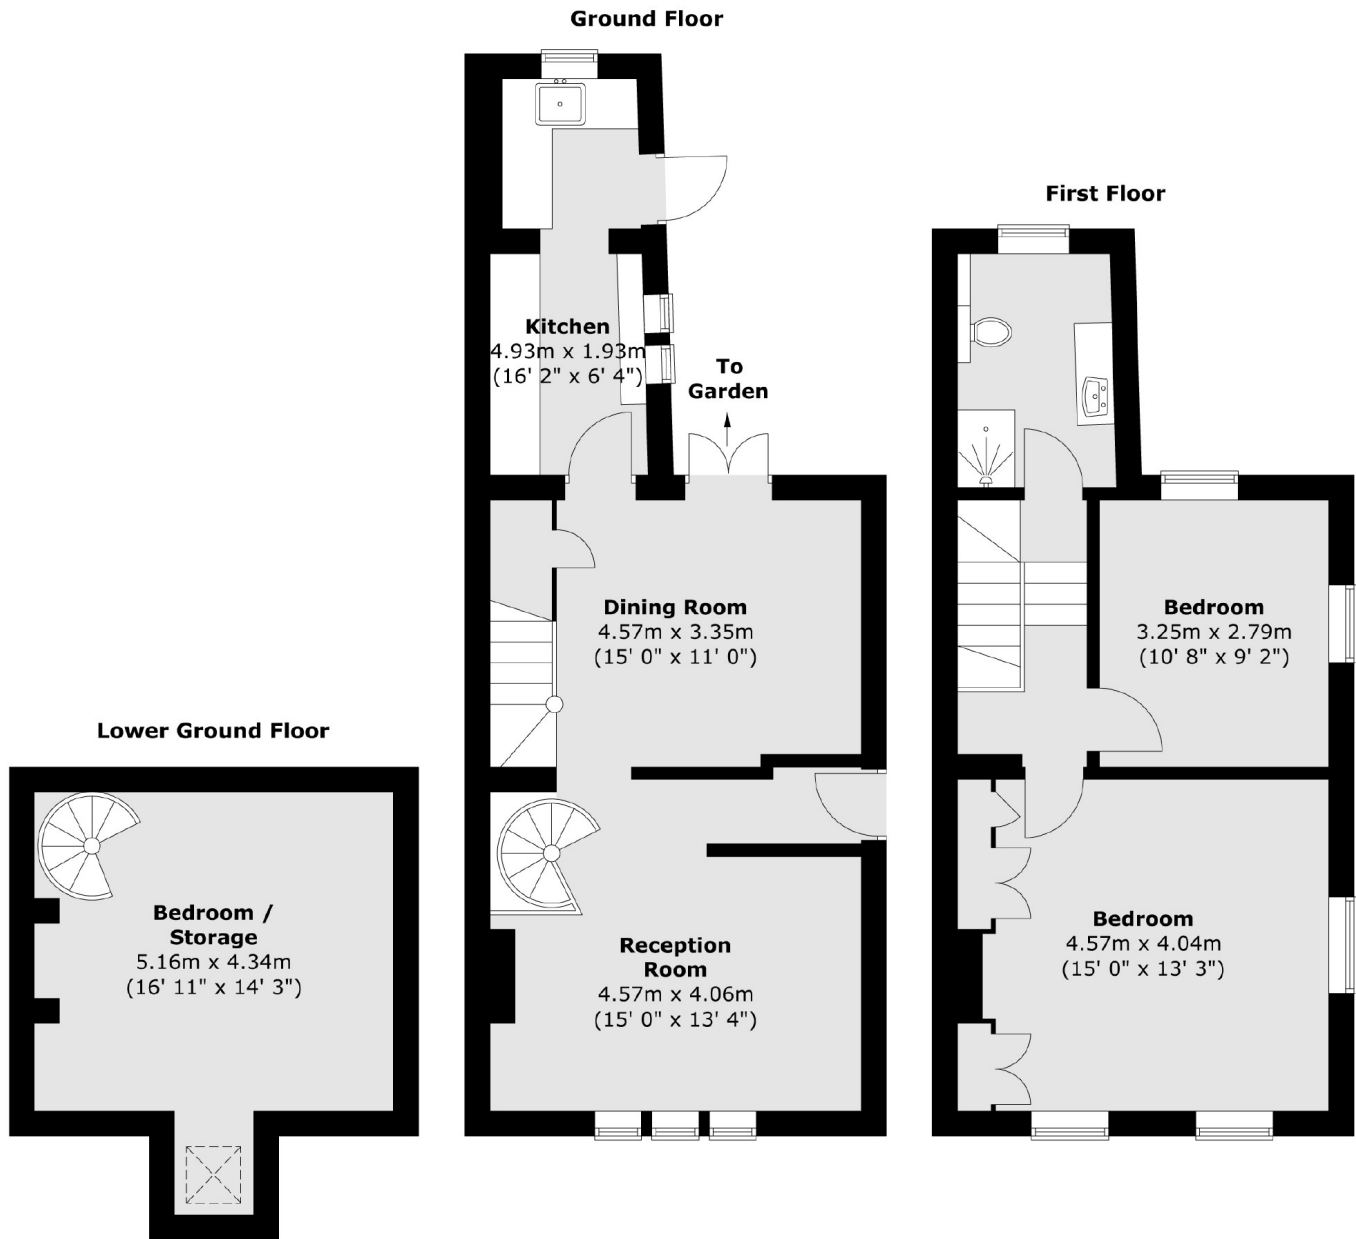 Ground Floor
Kitchen
4.93m x 1.93m
(16' 2" x 6' 4")
To
Garden
Dining Room
4.57m x 3.35m
(15' 0" x 11' 0")
Reception
Room
4.57m x 4.06m
(15' 0" x 13' 4")
First Floor
Bedroom
3.25m x 2.79m
(10' 8" x 9' 2")
Bedroom
4.57m x 4.04m
(15' 0" x 13' 3")
Lower Ground Floor
Bedroom /
Storage
5.16m x 4.34m
(16' 11" x 14' 3")